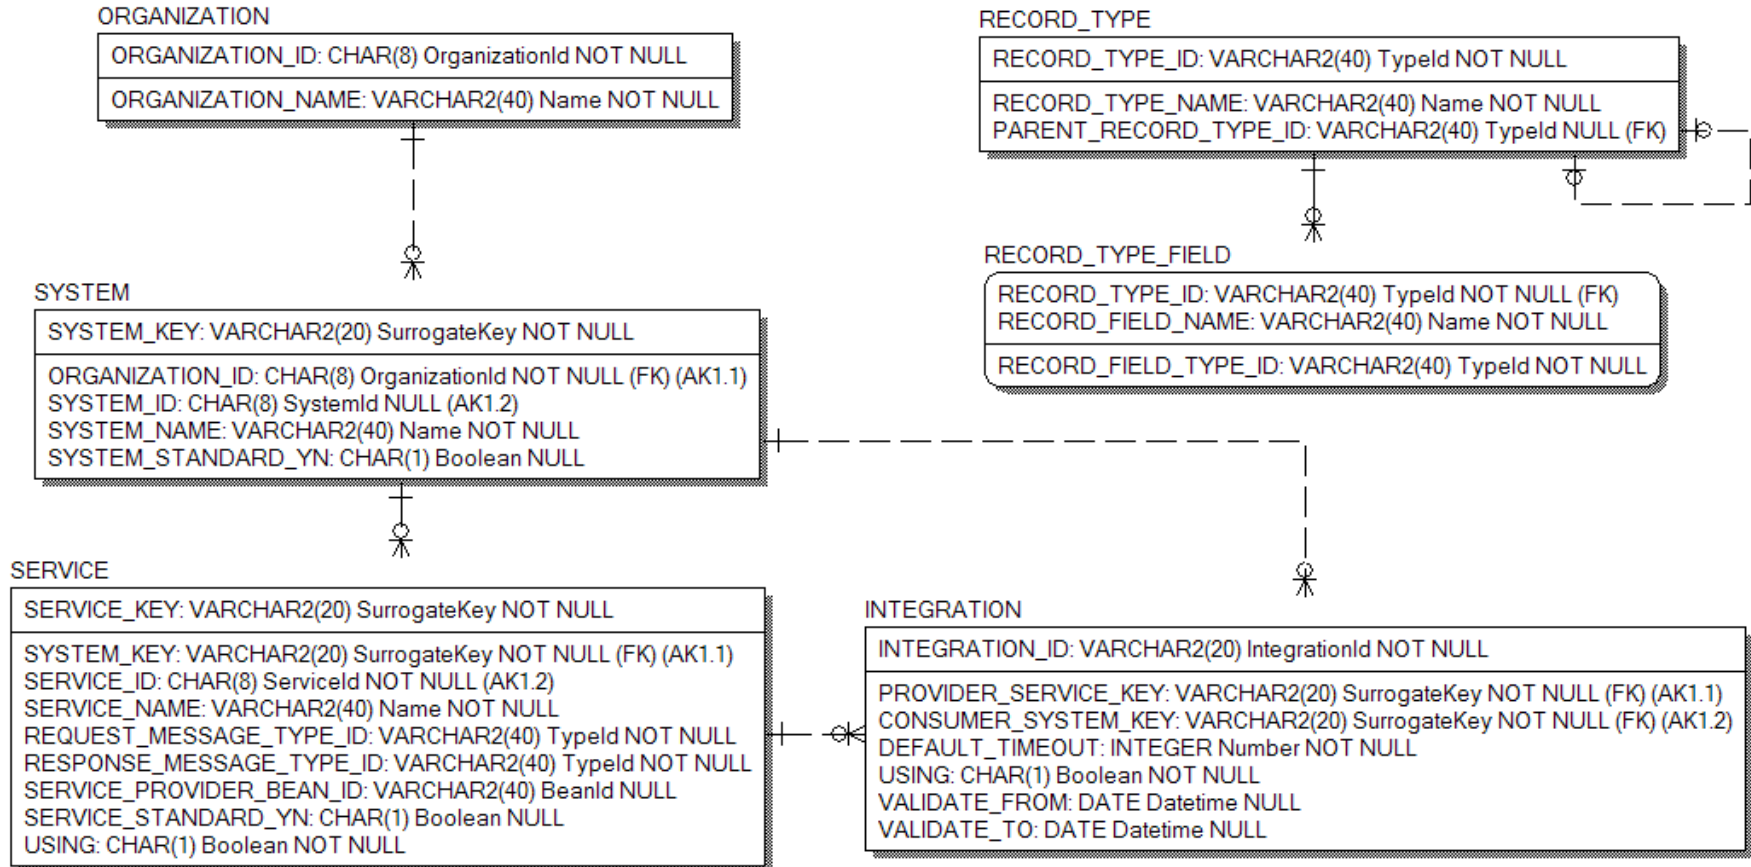 ORGANIZATION
ORGANIZATION_ID: CHAR(8) OrganizationId NOT NULL
ORGANIZATION_NAME: VARCHAR2(40) Name NOT NULL
RECORD_TYPE
RECORD_TYPE_ID: VARCHAR2(40) TypeId NOT NULL
RECORD_TYPE_NAME: VARCHAR2(40) Name NOT NULL
PARENT_RECORD_TYPE_ID: VARCHAR2(40) TypeId NULL (FK)
RECORD_TYPE_FIELD
RECORD_TYPE_ID: VARCHAR2(40) TypeId NOT NULL (FK)
RECORD_FIELD_NAME: VARCHAR2(40) Name NOT NULL
RECORD_FIELD_TYPE_ID: VARCHAR2(40) TypeId NOT NULL
SYSTEM
SYSTEM_KEY: VARCHAR2(20) SurrogateKey NOT NULL
ORGANIZATION_ID: CHAR(8) OrganizationId NOT NULL (FK) (AK1.1)
SYSTEM_ID: CHAR(8) SystemId NULL (AK1.2)
SYSTEM_NAME: VARCHAR2(40) Name NOT NULL
SYSTEM_STANDARD_YN: CHAR(1) Boolean NULL
SERVICE
SERVICE_KEY: VARCHAR2(20) SurrogateKey NOT NULL
SYSTEM_KEY: VARCHAR2(20) SurrogateKey NOT NULL (FK) (AK1.1)
SERVICE_ID: CHAR(8) ServiceId NOT NULL (AK1.2)
SERVICE_NAME: VARCHAR2(40) Name NOT NULL
REQUEST_MESSAGE_TYPE_ID: VARCHAR2(40) TypeId NOT NULL
RESPONSE_MESSAGE_TYPE_ID: VARCHAR2(40) TypeId NOT NULL
SERVICE_PROVIDER_BEAN_ID: VARCHAR2(40) BeanId NULL
SERVICE_STANDARD_YN: CHAR(1) Boolean NULL
USING: CHAR(1) Boolean NOT NULL
INTEGRATION
INTEGRATION_ID: VARCHAR2(20) IntegrationId NOT NULL
PROVIDER_SERVICE_KEY: VARCHAR2(20) SurrogateKey NOT NULL (FK) (AK1.1)
CONSUMER_SYSTEM_KEY: VARCHAR2(20) SurrogateKey NOT NULL (FK) (AK1.2)
DEFAULT_TIMEOUT: INTEGER Number NOT NULL
USING: CHAR(1) Boolean NOT NULL
VALIDATE_FROM: DATE Datetime NULL
VALIDATE_TO: DATE Datetime NULL